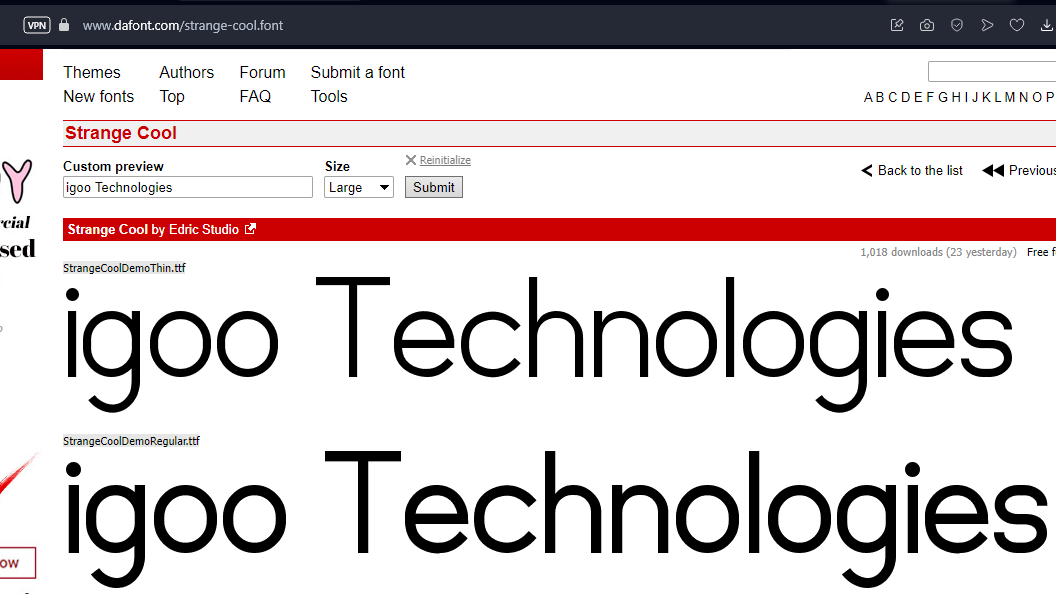 VPN www.dafont.com/strange-cool.font
Themes Authors Forum Submit a font
New fonts Top FAQ Tools
A B C D E F G H I J K L M N O P
Strange Cool
Custom preview Size Reinitialize
igoo Technologies Large Submit
Back to the list Previous
Strange Cool by Edric Studio
1,018 downloads (23 yesterday) Free f
StrangeCoolDemoThin.ttf
igoo Technologies
StrangeCoolDemoRegular.ttf
igoo Technologies
Y
rcial
sed
ow